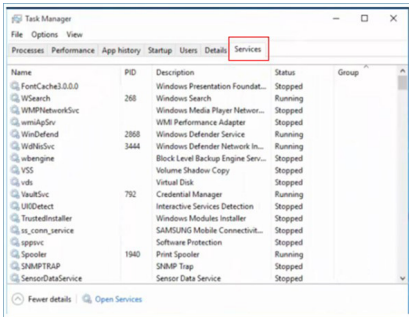 Task Manager
File Options View
Processes Performance App history Startup Users Details Services
Name PID Description Status Group
FontCache3.0.0.0 Windows Presentation Foundat... Stopped
WSearch 268 Windows Search Running
WMPNetworkSvc Windows Media Player Networ... Stopped
wmiApSrv WMI Performance Adapter Stopped
WinDefend 2868 Windows Defender Service Running
WdNisSvc 3444 Windows Defender Network In... Running
wbengine Block Level Backup Engine Serv... Stopped
VSS Volume Shadow Copy Stopped
vds Virtual Disk Stopped
VaultSvc 792 Credential Manager Running
UI0Detect Interactive Services Detection Stopped
TrustedInstaller Windows Modules Installer Stopped
ss_conn_service SAMSUNG Mobile Connectivit... Stopped
sppsvc Software Protection Stopped
Spooler 1940 Print Spooler Running
SNMPTRAP SNMP Trap Stopped
SensorDataService Sensor Data Service Stopped
Fewer details Open Services